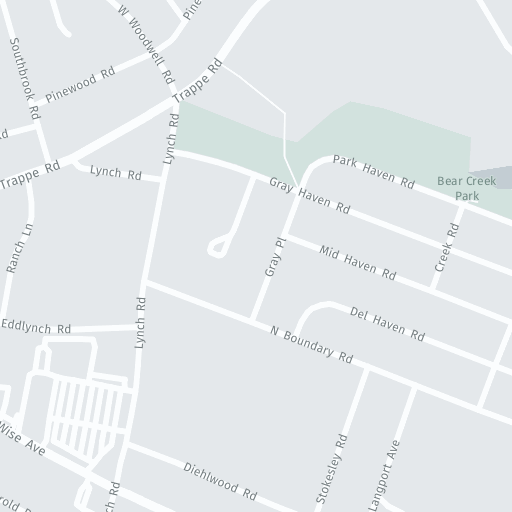 W Woodwell Rd
Southbrook Rd
Pinewood Rd
Trappe Rd
Lynch Rd
Trappe Rd
Lynch Rd
Park Haven Rd
Bear Creek
Park
Gray Haven Rd
Ranch Ln
Gray Pl
Mid Haven Rd
Creek Rd
Lynch Rd
Eddlynch Rd
Del Haven Rd
N Boundary Rd
Wise Ave
Diehlwood Rd
Stokesley Rd
Langport Ave